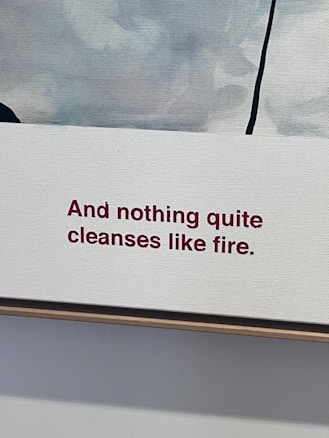 And nothing quite
cleanses like fire.